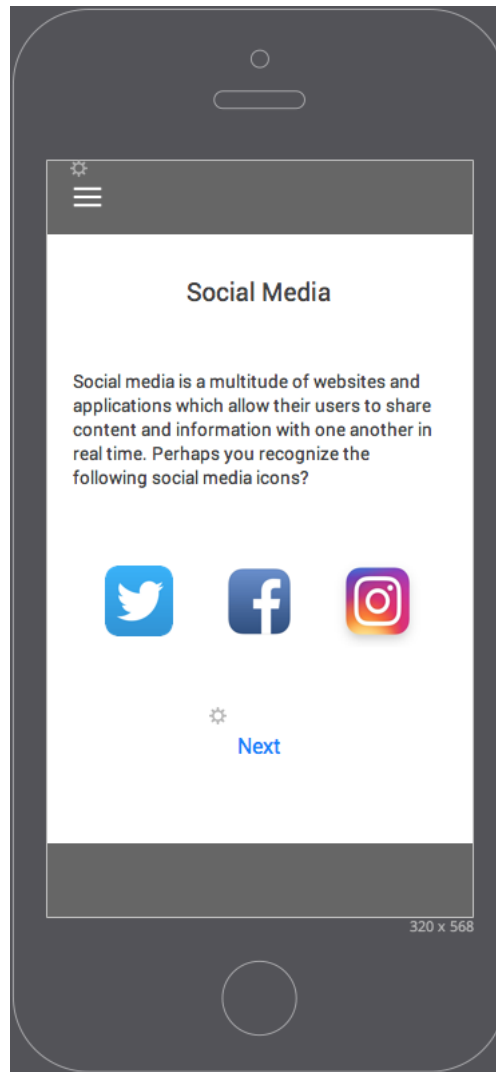 Social Media
Social media is a multitude of websites and
applications which allow their users to share
content and information with one another in
real time. Perhaps you recognize the
following social media icons?
Next
320 x 568